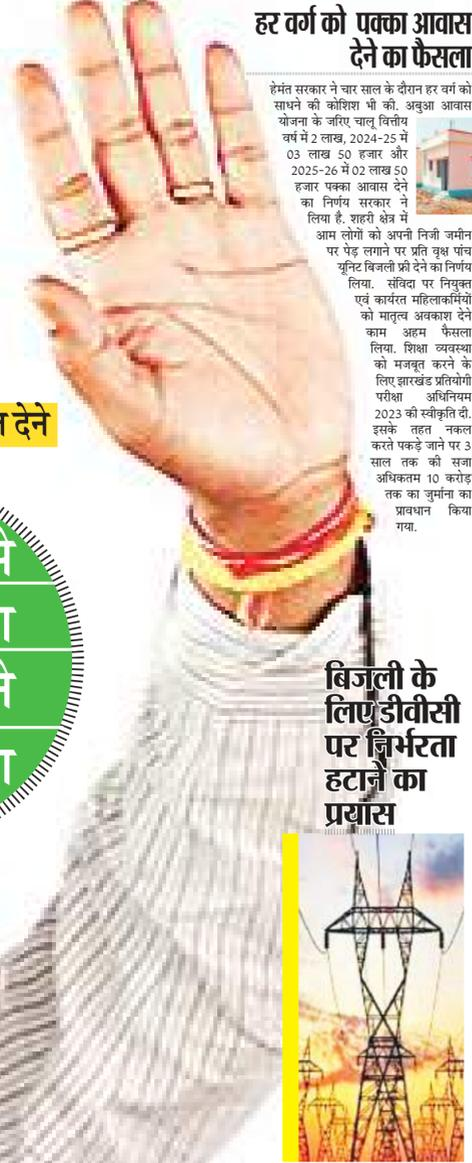 हर वर्ग को पक्का आवास
देने का फैसला
हेमंत सरकार ने चार साल के दौरान हर वर्ग को
साधने की कोशिश भी की. अबुआ आवास
योजना के जरिए चालू वित्तीय
वर्ष में 2 लाख, 2024-25 में
03 लाख 50 हजार और
2025-26 में 02 लाख 50
हजार पक्का आवास देने
का निर्णय सरकार ने
लिया है. शहरी क्षेत्र में
आम लोगों को अपनी निजी जमीन
पर पेड़ लगाने पर प्रति वृक्ष पांच
यूनिट बिजली फ्री देने का निर्णय
लिया. संविदा पर नियुक्त
एवं कार्यरत महिलाकर्मियों
को मातृत्व अवकाश देने
काम अहम फैसला
लिया. शिक्षा व्यवस्था
को मजबूत करने के
लिए झारखंड प्रतियोगी
परीक्षा अधिनियम
2023 की स्वीकृति दी.
इसके तहत नकल
करते पकड़े जाने पर 3
साल तक की सजा
अधिकतम 10 करोड़
तक का जुर्माना का
प्रावधान किया
गया.
देने
बिजली के
लिए डीवीसी
पर निर्भरता
हटाने का
प्रयास